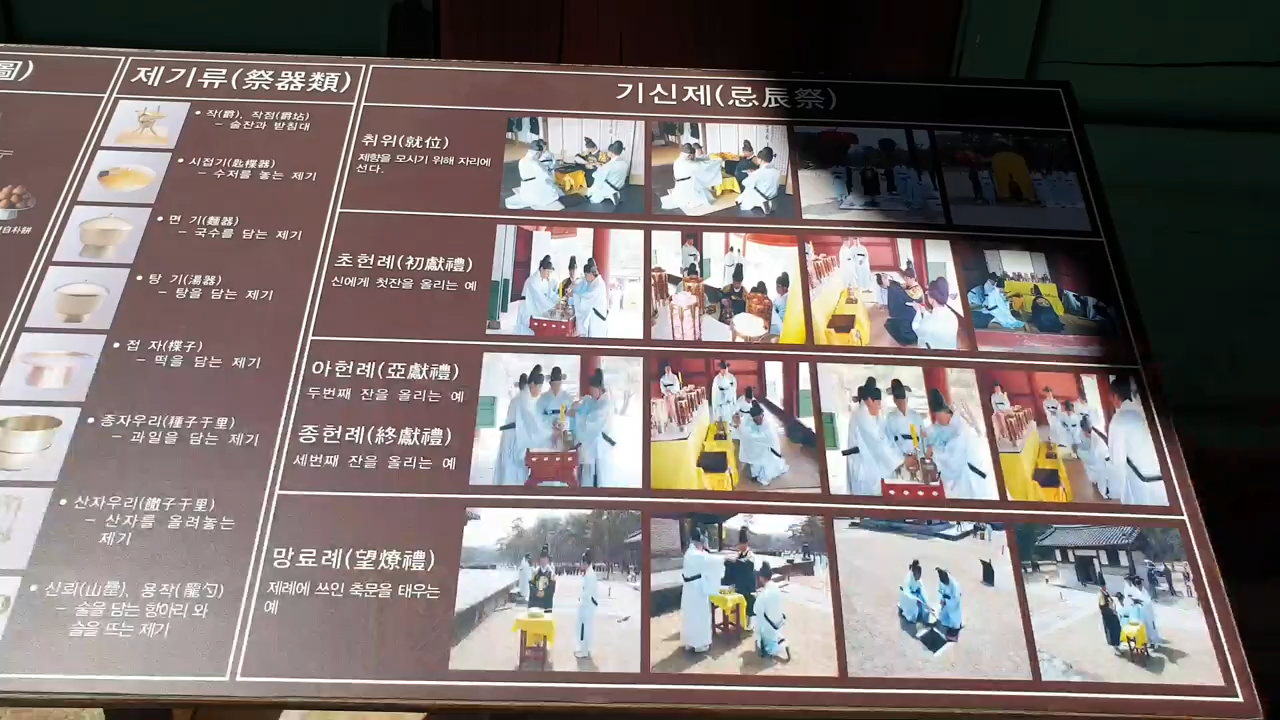 圖)
제기류(祭器類)
• 작(爵), 작점(爵坫)
– 술잔과 받침대
• 시접기(匙楪器)
– 수저를 놓는 제기
• 면 기(麵器)
– 국수를 담는 제기
• 탕 기(湯器)
– 탕을 담는 제기
• 접 자(楪子)
– 떡을 담는 제기
• 종자우리(種子于里)
– 과일을 담는 제기
• 산자우리(饊子于里)
– 산자를 올려놓는
제기
• 산뢰(山罍), 용작(龍勺)
– 술을 담는 항아리 와
술을 뜨는 제기
기신제(忌辰祭)
취위(就位)
제향을 모시기 위해 자리에
선다.
초헌례(初獻禮)
신에게 첫잔을 올리는 예
아헌례(亞獻禮)
두번째 잔을 올리는 예
종헌례(終獻禮)
세번째 잔을 올리는 예
망료례(望燎禮)
제례에 쓰인 축문을 태우는
예